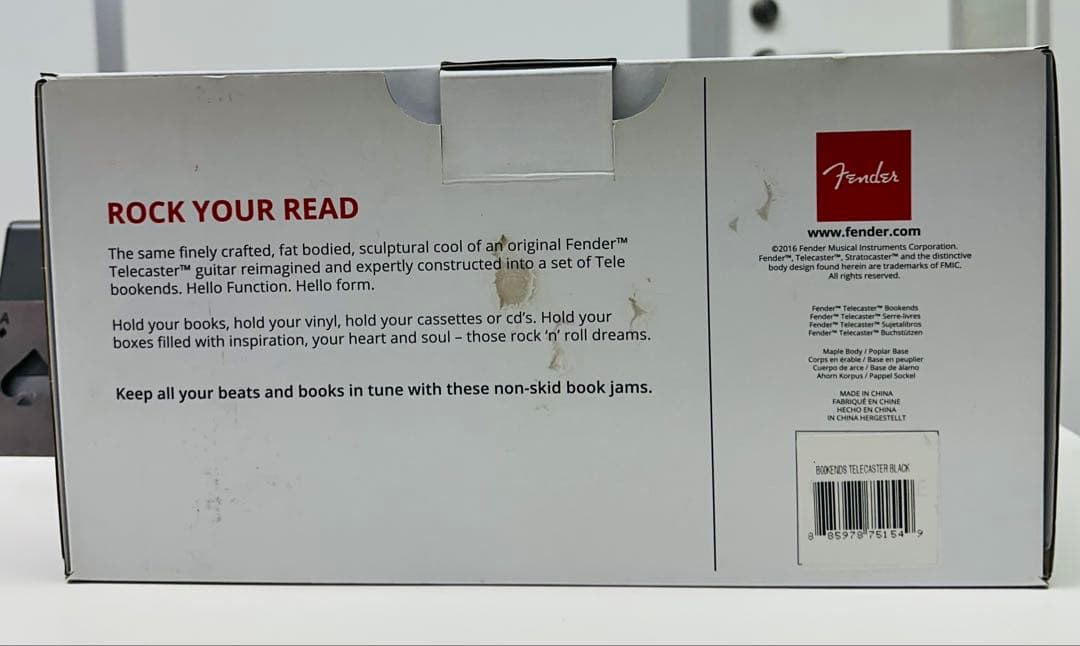 ROCK YOUR READ
The same finely crafted, fat bodied, sculptural cool of an original Fender™
Telecaster™ guitar reimagined and expertly constructed into a set of Tele
bookends. Hello Function. Hello form.
Hold your books, hold your vinyl, hold your cassettes or cd's. Hold your
boxes filled with inspiration, your heart and soul – those rock 'n' roll dreams.
Keep all your beats and books in tune with these non-skid book jams.
A
Fender
www.fender.com
©2016 Fender Musical Instruments Corporation.
Fender™, Telecaster™, Stratocaster™ and the distinctive
body design found herein are trademarks of FMIC.
All rights reserved.
Fender™ Telecaster™ Bookends
Fender™ Telecaster™ Serre-livres
Fender™ Telecaster™ Sujetalibros
Fender™ Telecaster™ Buchstützen
Maple Body / Poplar Base
Corps en érable / Base en peuplier
Cuerpo de arce / Base de álamo
Ahorn Korpus / Pappel Sockel
MADE IN CHINA
FABRIQUÉ EN CHINE
HECHO EN CHINA
IN CHINA HERGESTELLT
BOOKENDS TELECASTER BLACK
8 85978 75154 9